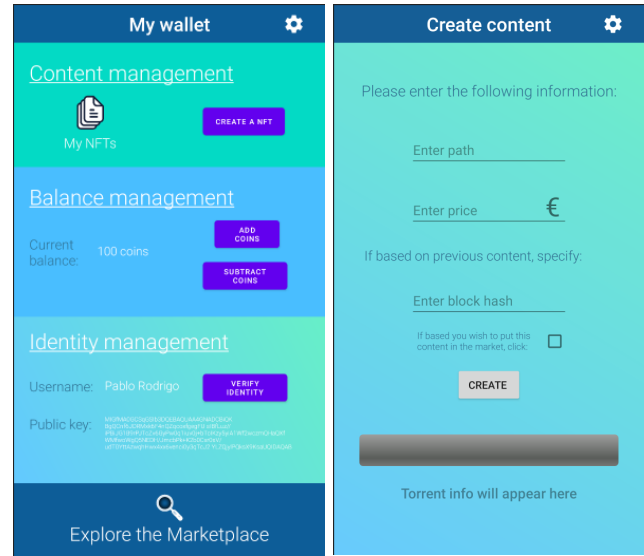 My wallet
Content management
My NFTs
CREATE A NFT
Balance management
Current
balance:
100 coins
ADD
COINS
SUBTRACT
COINS
Identity management
Username:
Pablo Rodrigo
VERIFY
IDENTITY
Public key:
Explore the Marketplace
Create content
Please enter the following information:
Enter path
Enter price
€
If based on previous content, specify:
Enter block hash
If based you wish to put this
content in the market, click:
CREATE
Torrent info will appear here